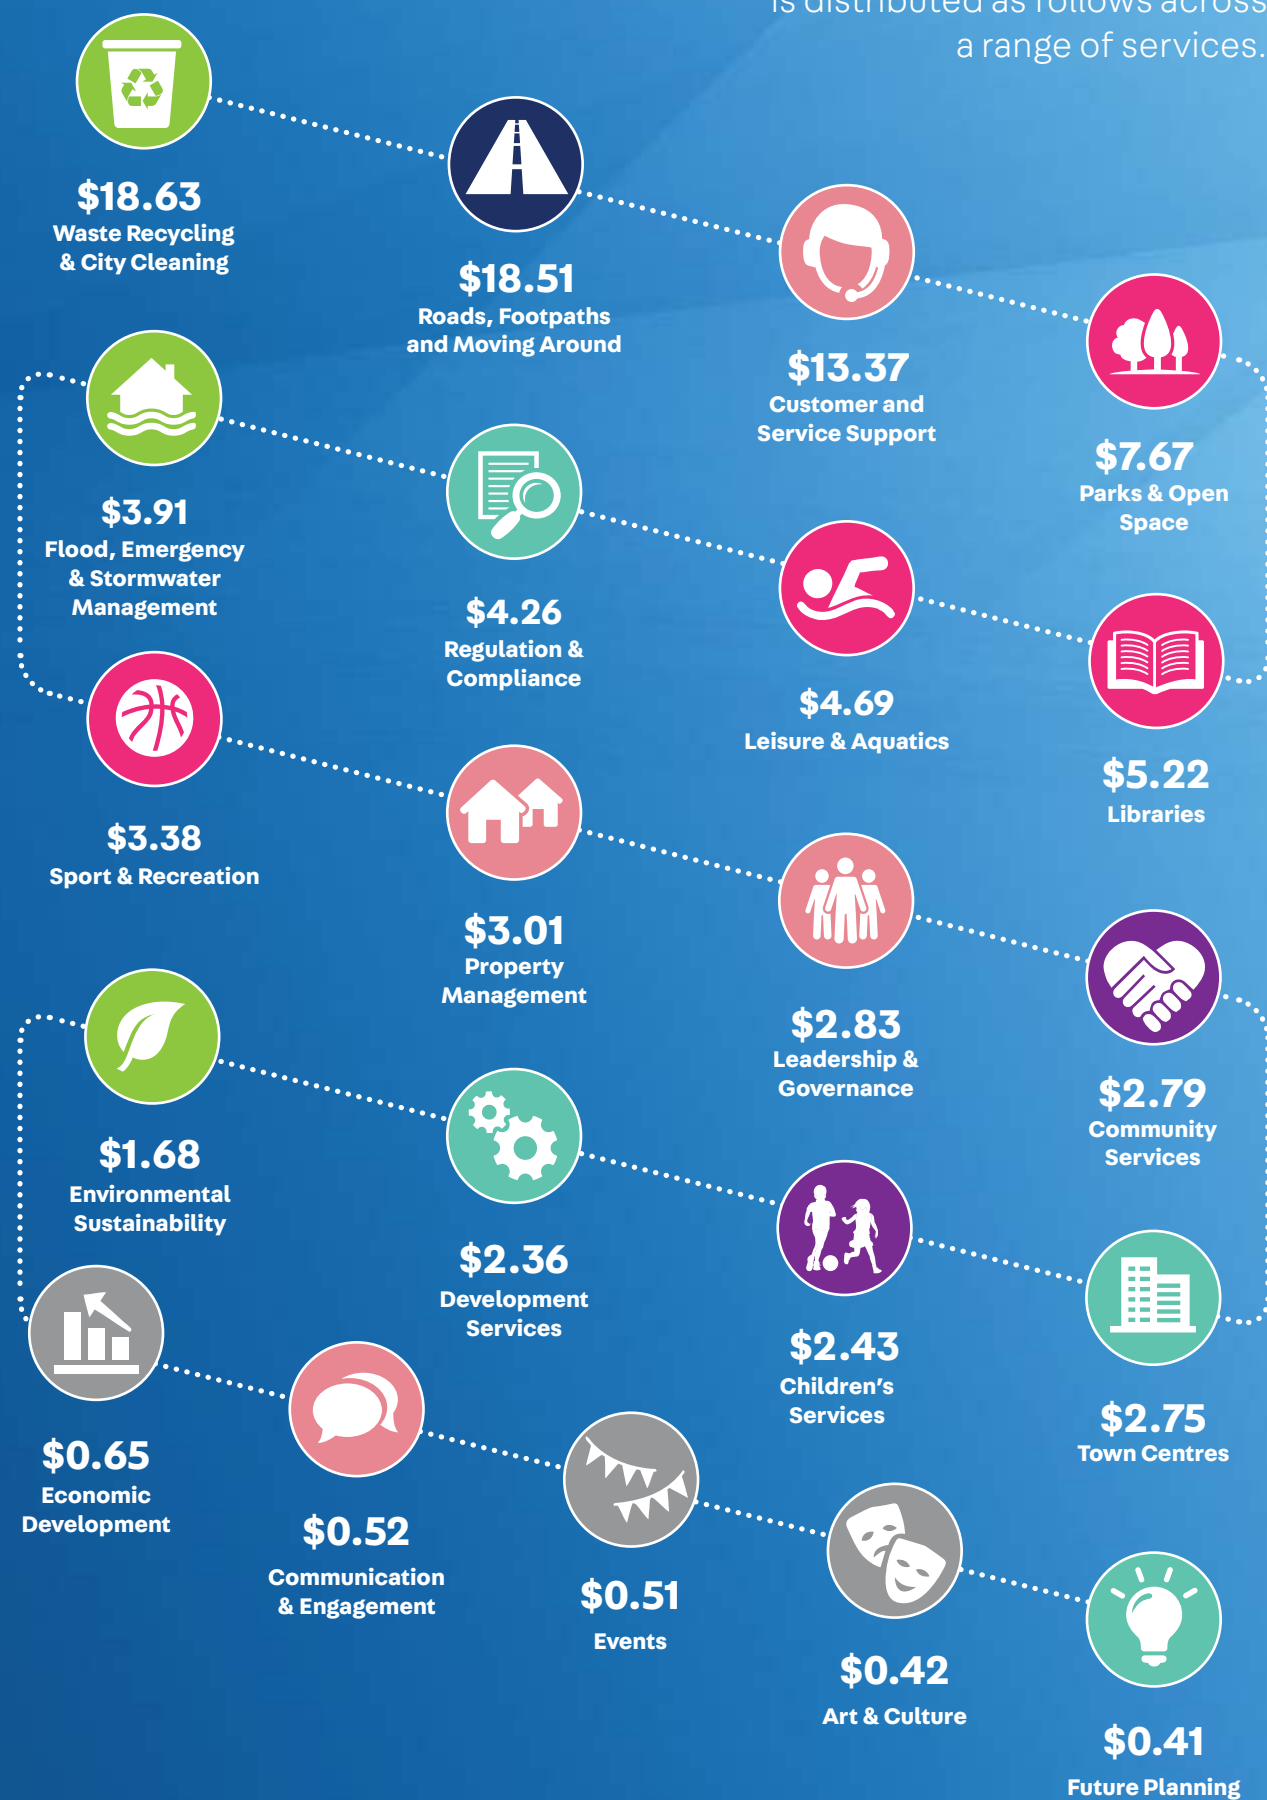 is distributed as follows across
a range of services.
$18.63
Waste Recycling
& City Cleaning
$18.51
Roads, Footpaths
and Moving Around
$13.37
Customer and
Service Support
$7.67
Parks & Open
Space
$5.22
Libraries
$4.69
Leisure & Aquatics
$4.26
Regulation &
Compliance
$3.91
Flood, Emergency
& Stormwater
Management
$3.38
Sport & Recreation
$3.01
Property
Management
$2.83
Leadership &
Governance
$2.79
Community
Services
$2.75
Town Centres
$2.43
Children's
Services
$2.36
Development
Services
$1.68
Environmental
Sustainability
$0.65
Economic
Development
$0.52
Communication
& Engagement
$0.51
Events
$0.42
Art & Culture
$0.41
Future Planning